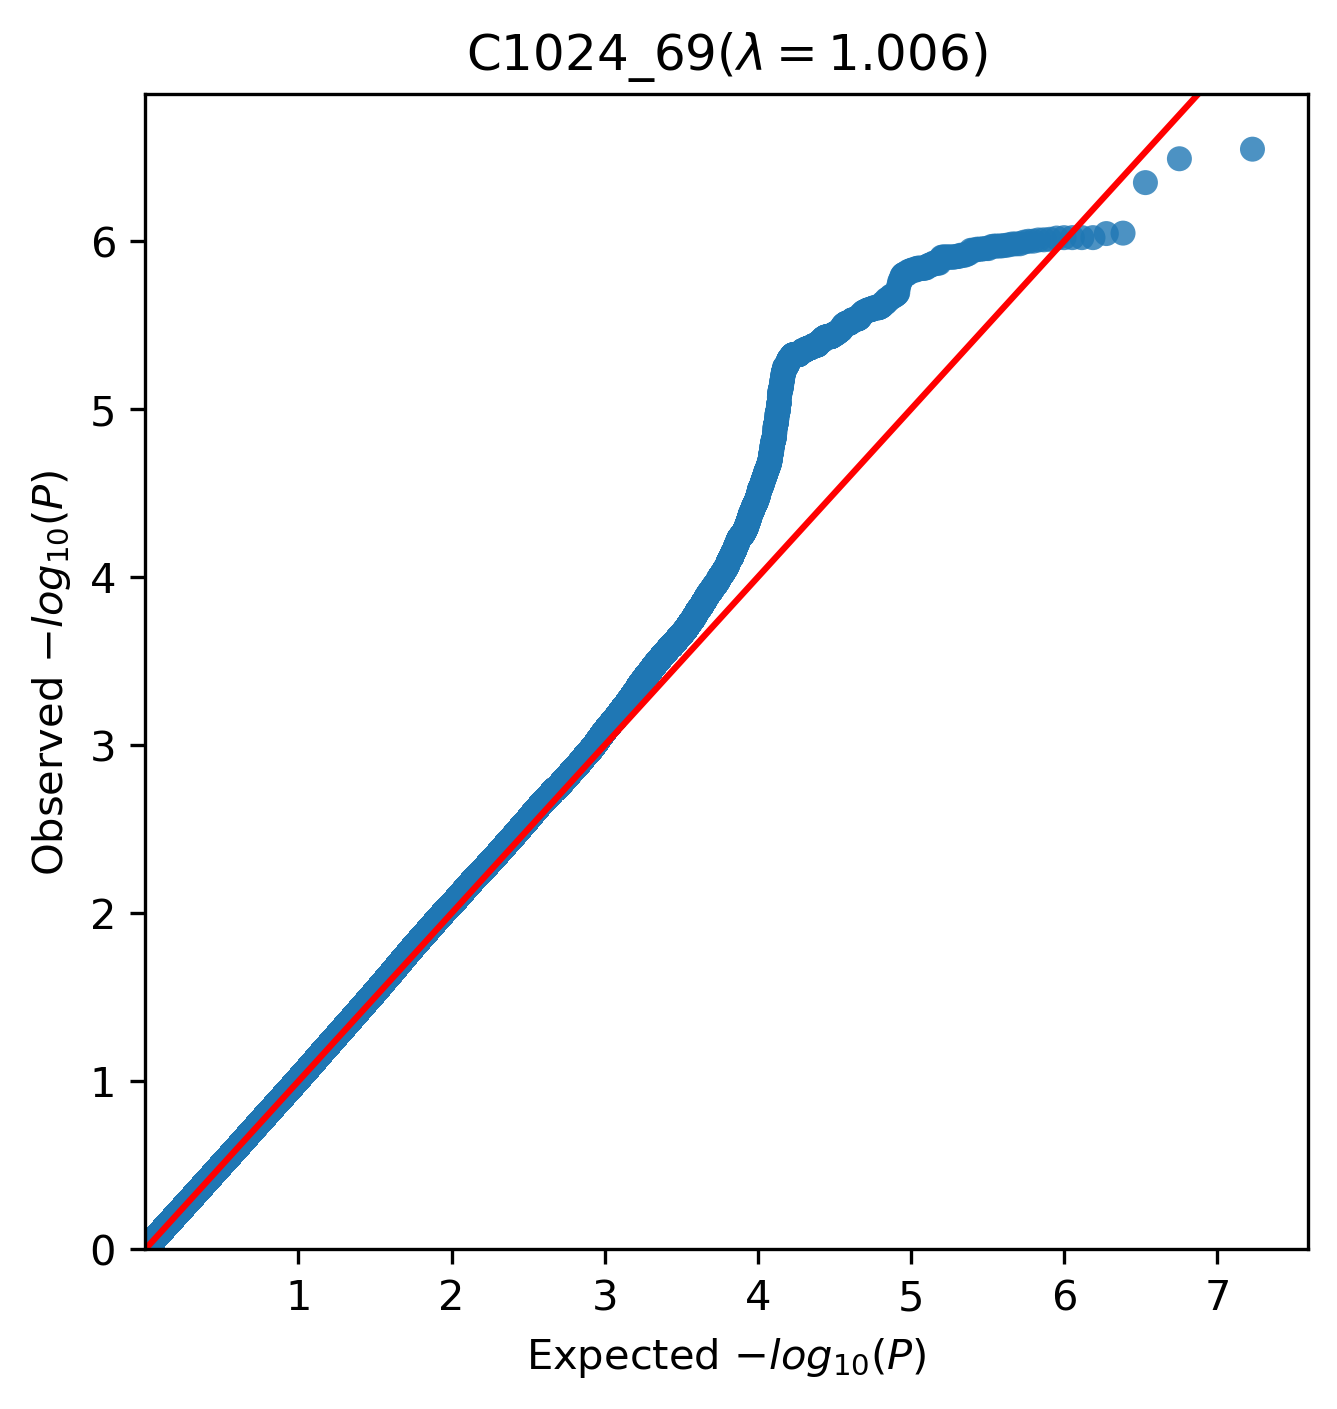 C1024_69(λ = 1.006)
Observed −log₁₀(P)
6
5
4
3
2
1
0
1 2 3 4 5 6 7
Expected −log₁₀(P)